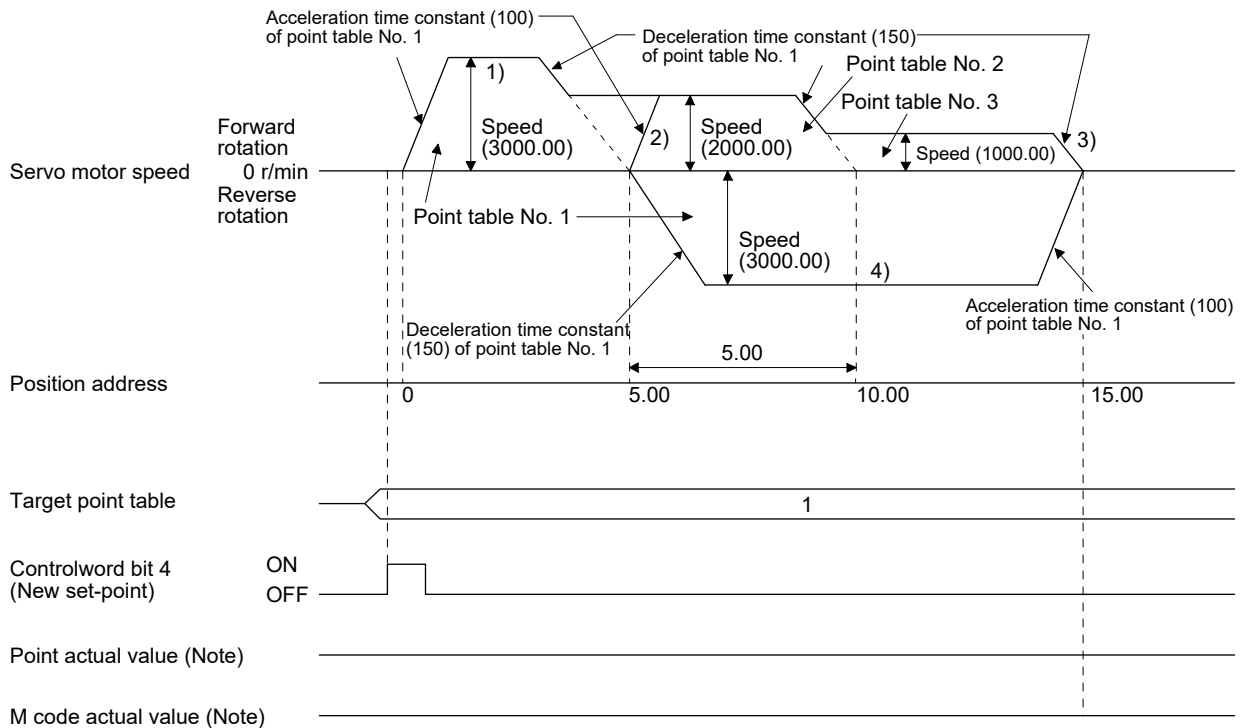 Acceleration time constant (100)
of point table No. 1
Deceleration time constant (150)
of point table No. 1
Point table No. 2
Point table No. 3
1)
2)
3)
Forward
rotation
Servo motor speed
0 r/min
Reverse
rotation
Speed
(3000.00)
Speed
(2000.00)
Speed (1000.00)
Point table No. 1
Speed
(3000.00)
4)
Acceleration time constant (100)
of point table No. 1
Deceleration time constant
(150) of point table No. 1
5.00
Position address
0
5.00
10.00
15.00
Target point table
1
Controlword bit 4
(New set-point)
ON
OFF
Point actual value (Note)
M code actual value (Note)